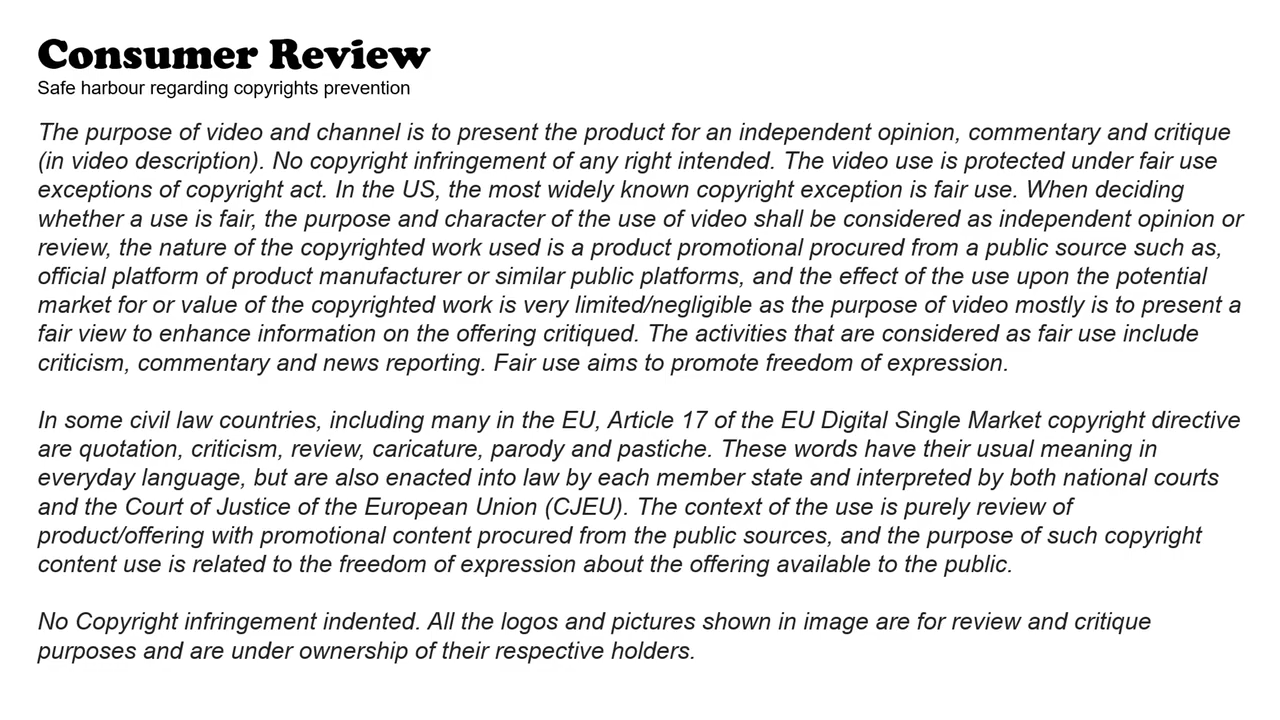 Consumer Review
Safe harbour regarding copyrights prevention
The purpose of video and channel is to present the product for an independent opinion, commentary and critique
(in video description). No copyright infringement of any right intended. The video use is protected under fair use
exceptions of copyright act. In the US, the most widely known copyright exception is fair use. When deciding
whether a use is fair, the purpose and character of the use of video shall be considered as independent opinion or
review, the nature of the copyrighted work used is a product promotional procured from a public source such as,
official platform of product manufacturer or similar public platforms, and the effect of the use upon the potential
market for or value of the copyrighted work is very limited/negligible as the purpose of video mostly is to present a
fair view to enhance information on the offering critiqued. The activities that are considered as fair use include
criticism, commentary and news reporting. Fair use aims to promote freedom of expression.
In some civil law countries, including many in the EU, Article 17 of the EU Digital Single Market copyright directive
are quotation, criticism, review, caricature, parody and pastiche. These words have their usual meaning in
everyday language, but are also enacted into law by each member state and interpreted by both national courts
and the Court of Justice of the European Union (CJEU). The context of the use is purely review of
product/offering with promotional content procured from the public sources, and the purpose of such copyright
content use is related to the freedom of expression about the offering available to the public.
No Copyright infringement indented. All the logos and pictures shown in image are for review and critique
purposes and are under ownership of their respective holders.